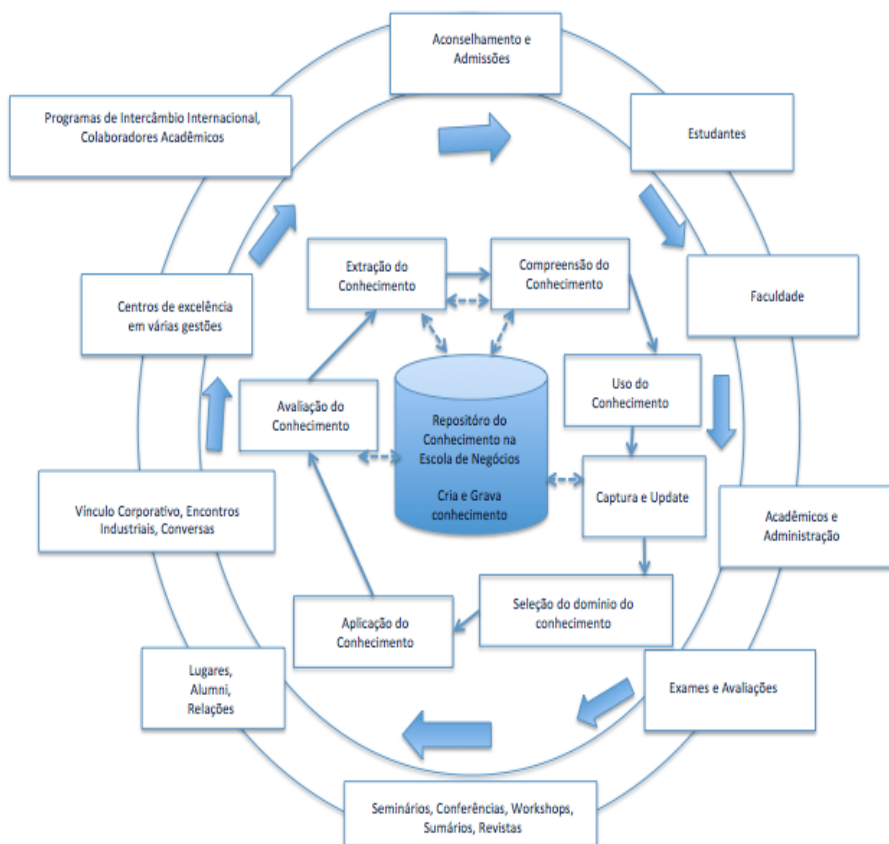 Aconselhamento e
Admissões
Programas de Intercâmbio Internacional,
Colaboradores Acadêmicos
Estudantes
Extração do
Conhecimento
Compreensão do
Conhecimento
Centros de excelência
em várias gestões
Faculdade
Avaliação do
Conhecimento
Uso do
Conhecimento
Repositóro do
Conhecimento na
Escola de Negócios
Cria e Grava
conhecimento
Captura e Update
Vínculo Corporativo, Encontros
Industriais, Conversas
Acadêmicos e
Administração
Aplicação do
Conhecimento
Seleção do domínio do
conhecimento
Lugares,
Alumni,
Relações
Exames e Avaliações
Seminários, Conferências, Workshops,
Sumários, Revistas